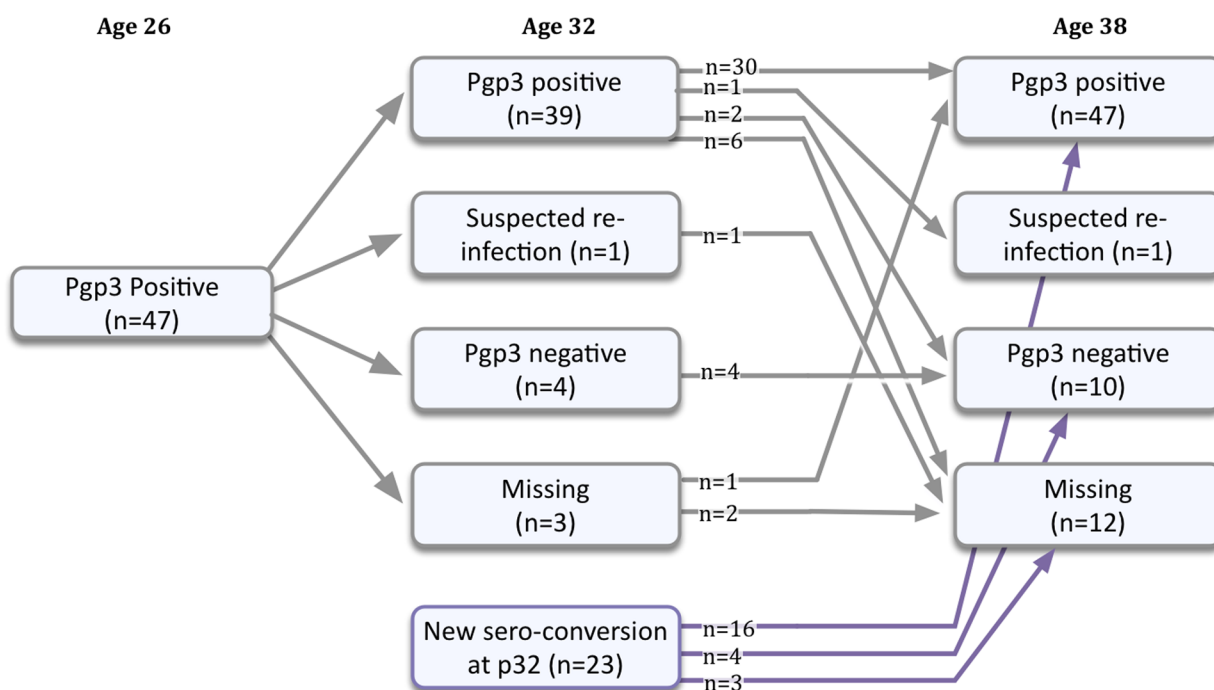 Age 26
Age 32
Age 38
Pgp3 Positive
(n=47)
Pgp3 positive
(n=39)
Suspected re-
infection (n=1)
Pgp3 negative
(n=4)
Missing
(n=3)
New sero-conversion
at p32 (n=23)
n=30
n=1
n=2
n=6
n=1
n=4
n=1
n=2
n=16
n=4
n=3
Pgp3 positive
(n=47)
Suspected re-
infection (n=1)
Pgp3 negative
(n=10)
Missing
(n=12)